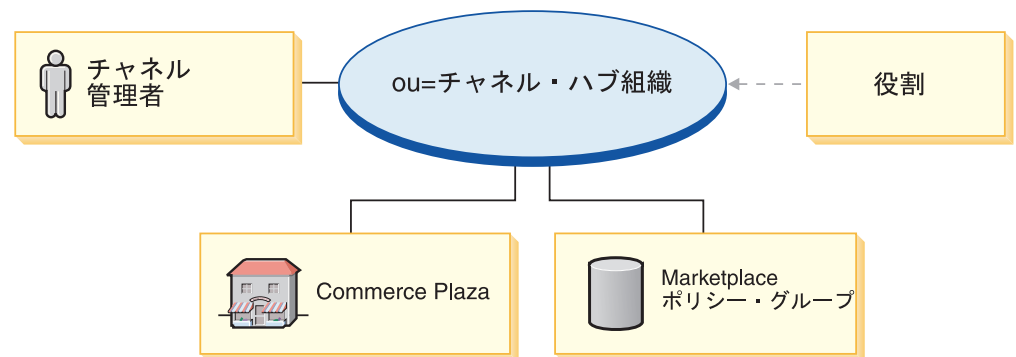 チャネル
管理者
ou=チャネル・ハブ組織
役割
Commerce Plaza
Marketplace
ポリシー・グループ